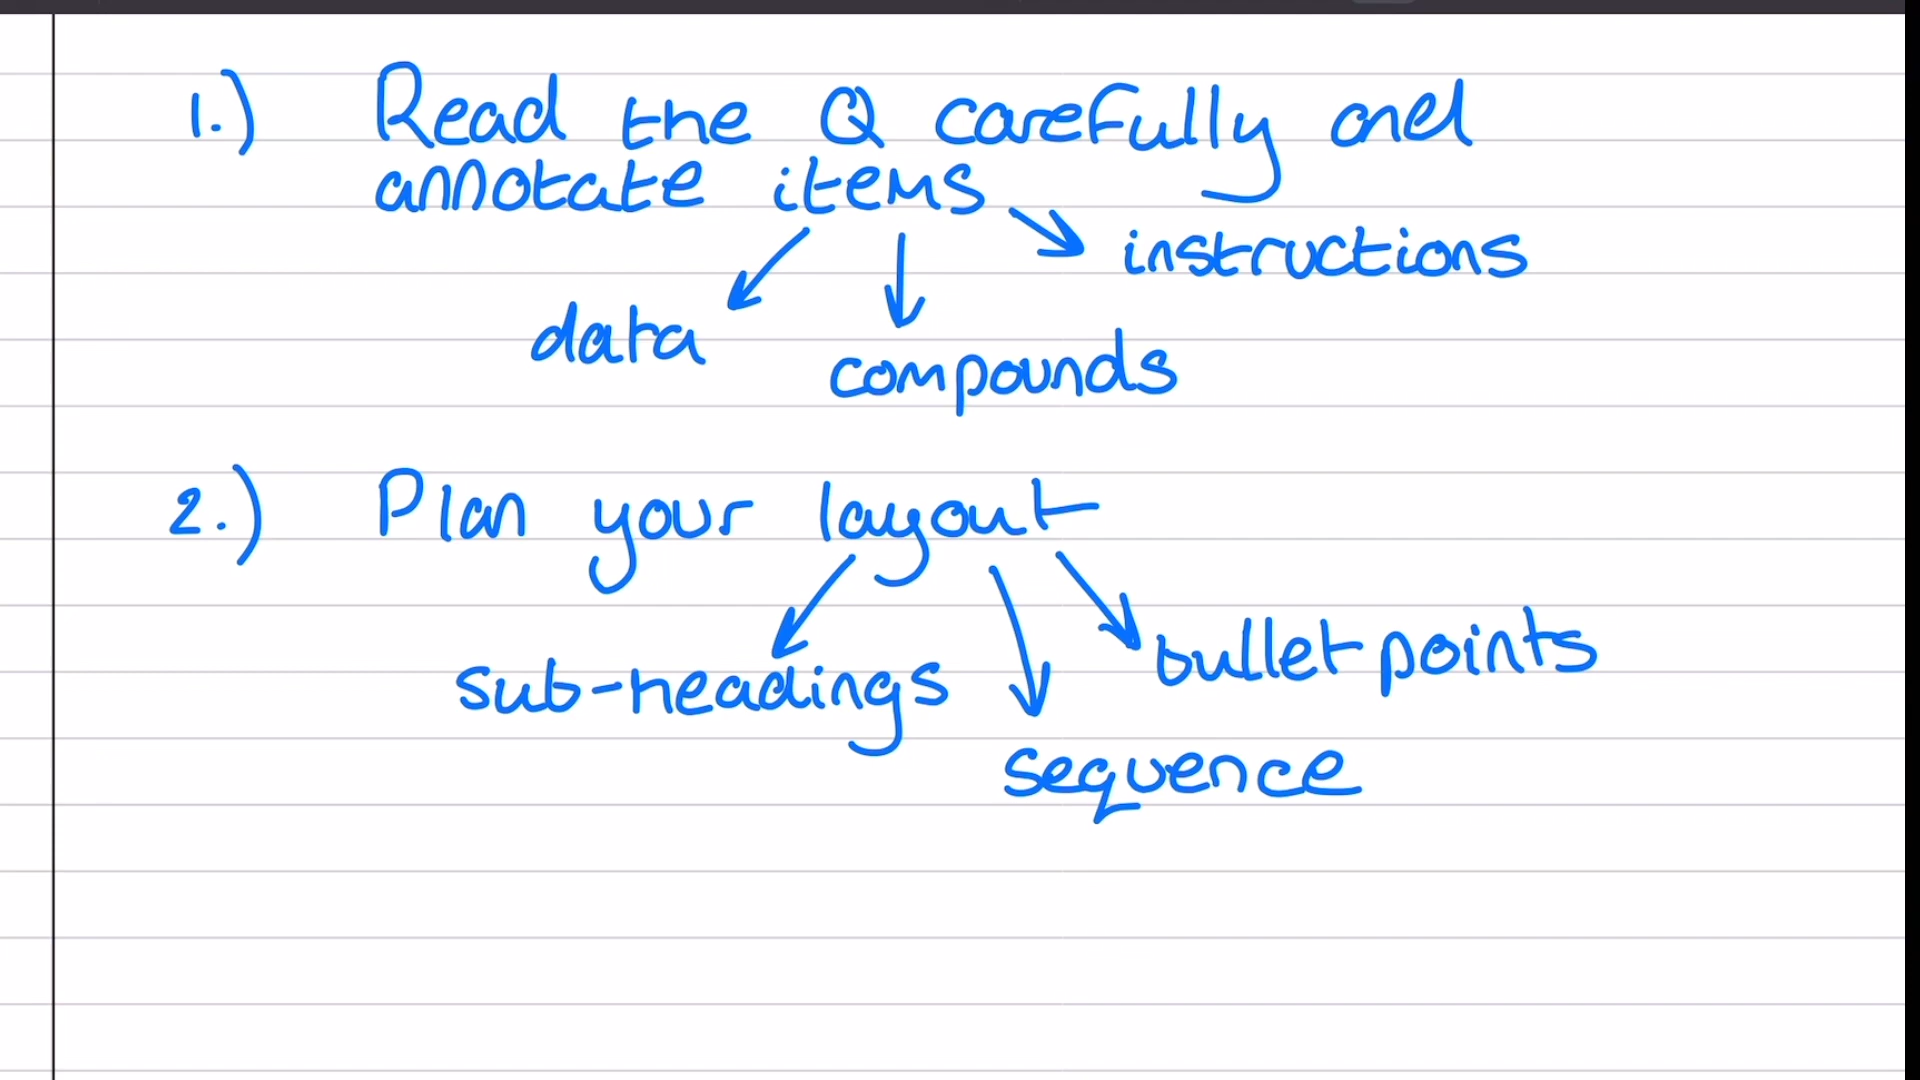 1.) Read the Q carefully and
annotate items
instructions
data
compounds
2.) Plan your layout
bullet points
sub-headings
sequence